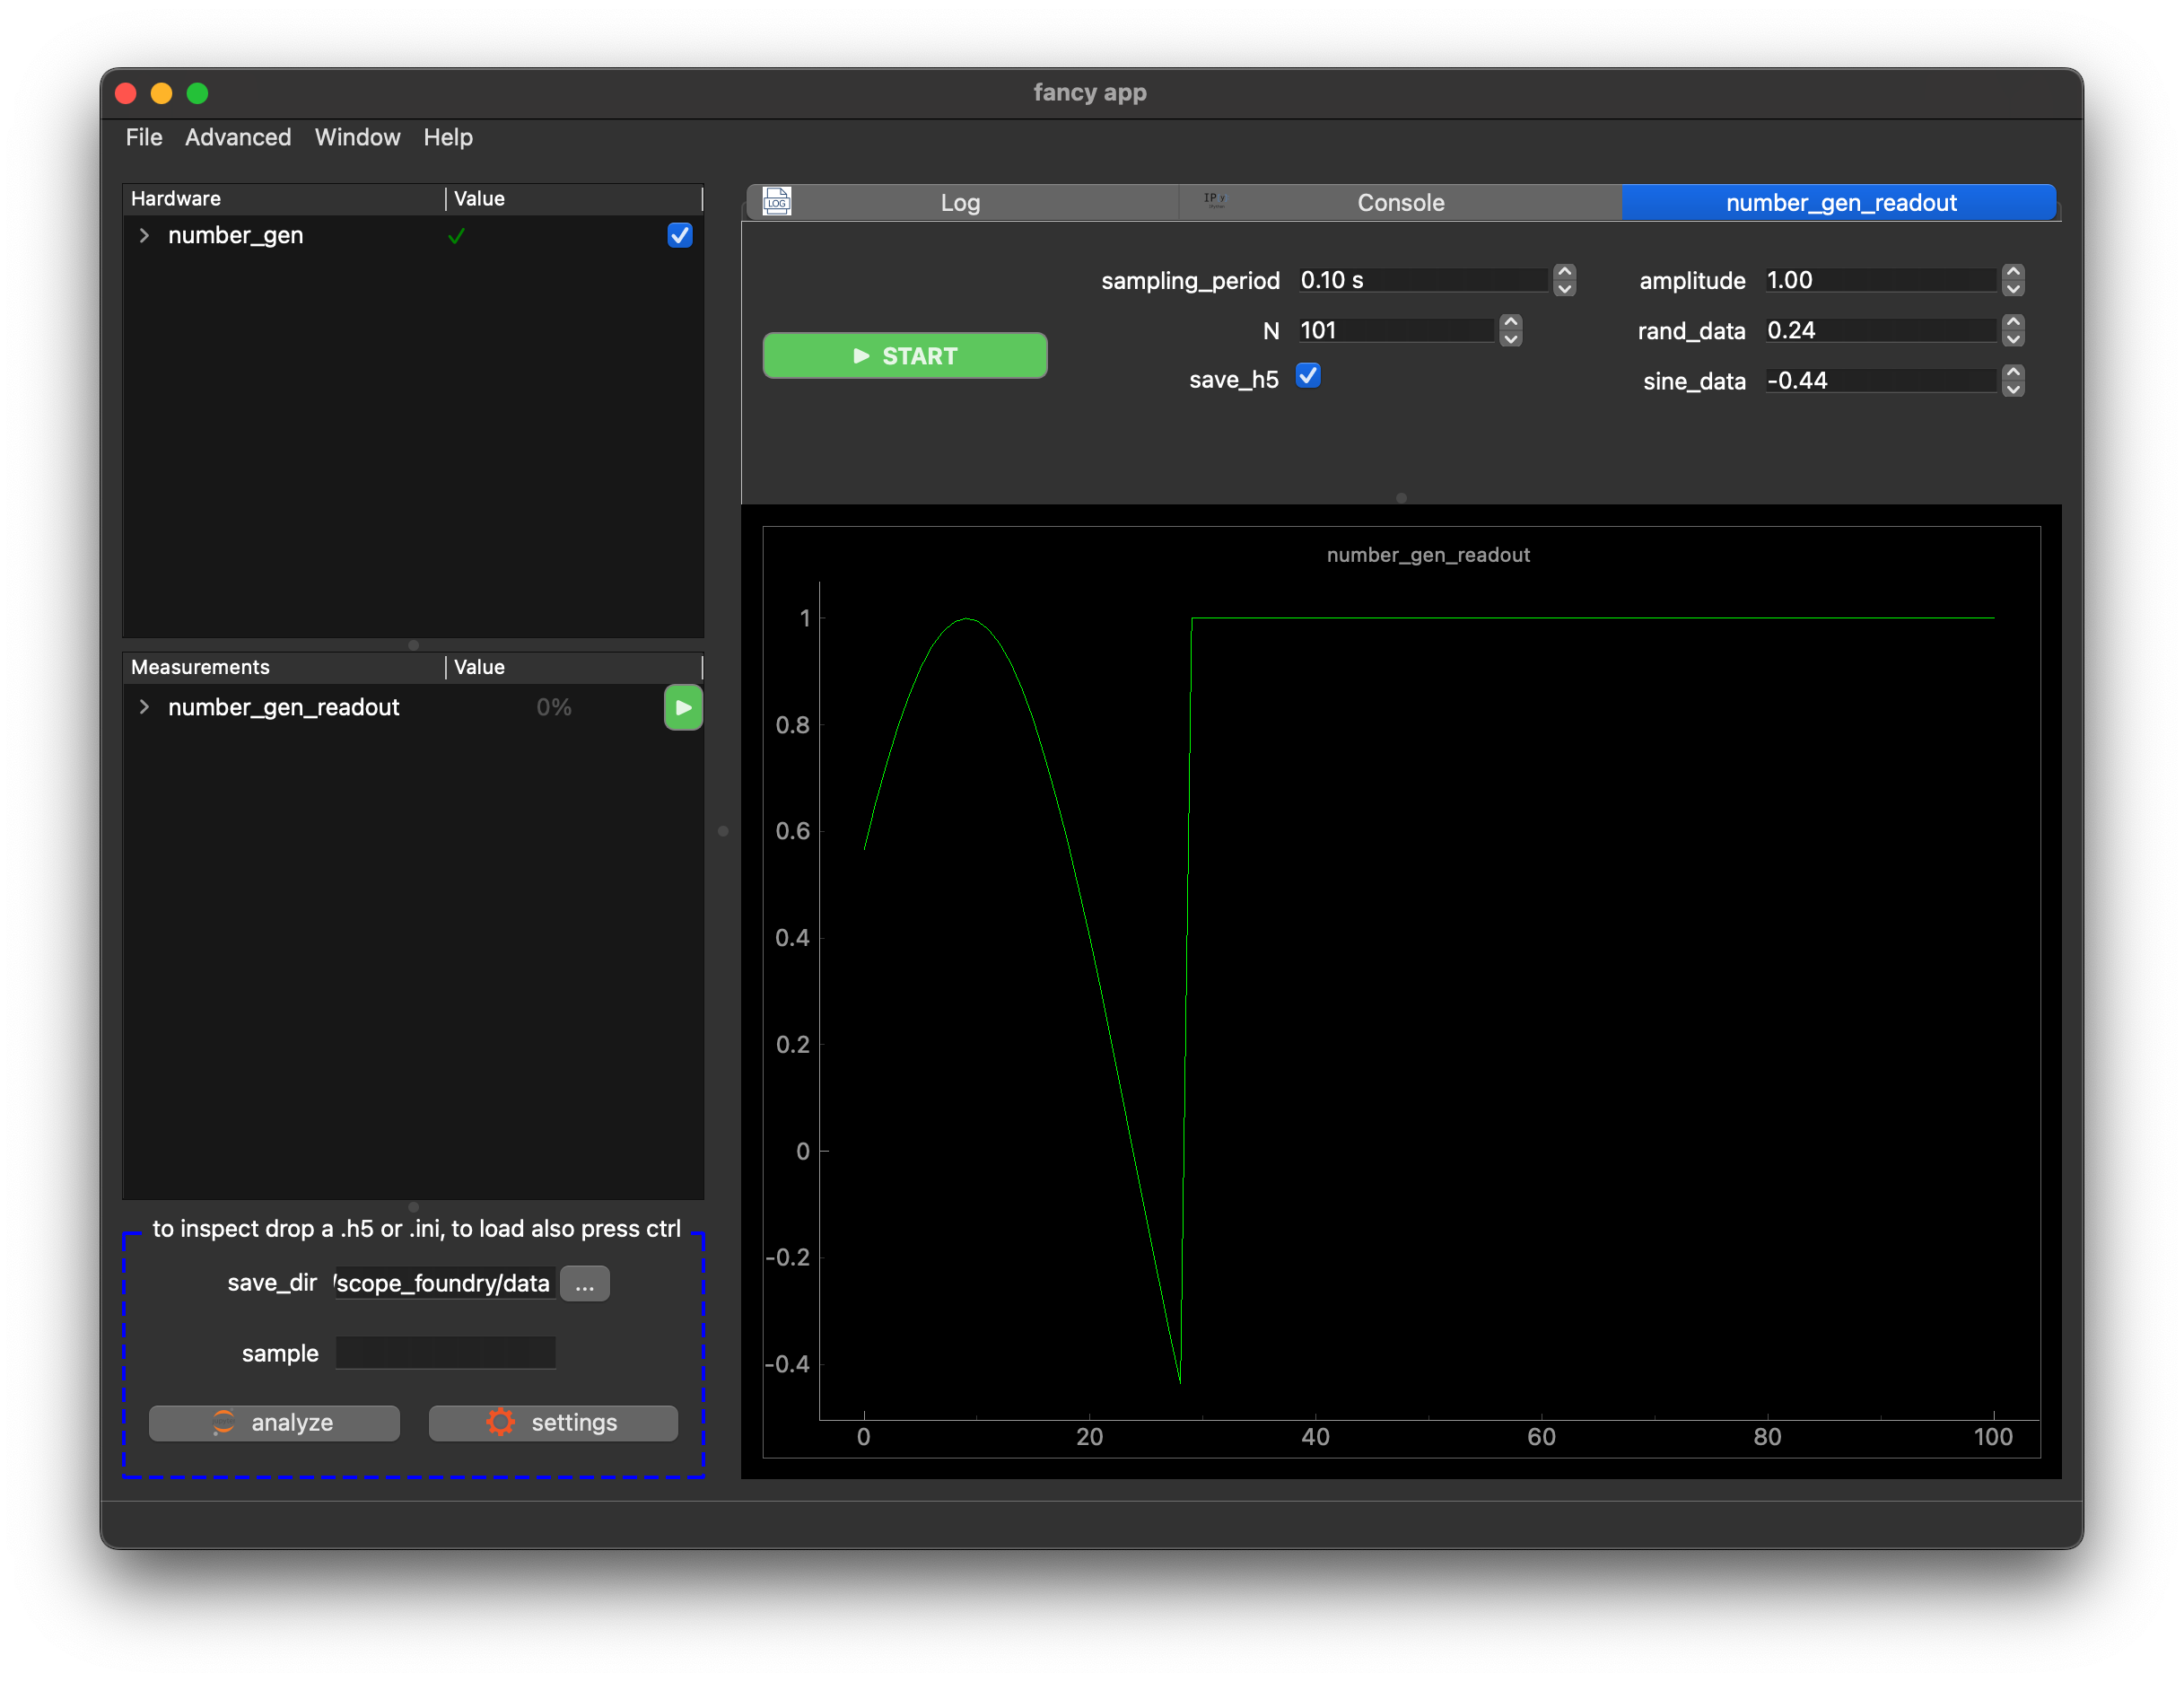 fancy app
File Advanced Window Help
Hardware Value
number_gen
Measurements Value
number_gen_readout 0%
to inspect drop a .h5 or .ini, to load also press ctrl
save_dir /scope_foundry/data ...
sample
analyze settings
LOG Log IPy Console number_gen_readout
sampling_period 0.10 s amplitude 1.00
START N 101 rand_data 0.24
save_h5 sine_data -0.44
number_gen_readout
1
0.8
0.6
0.4
0.2
0
-0.2
-0.4
0 20 40 60 80 100